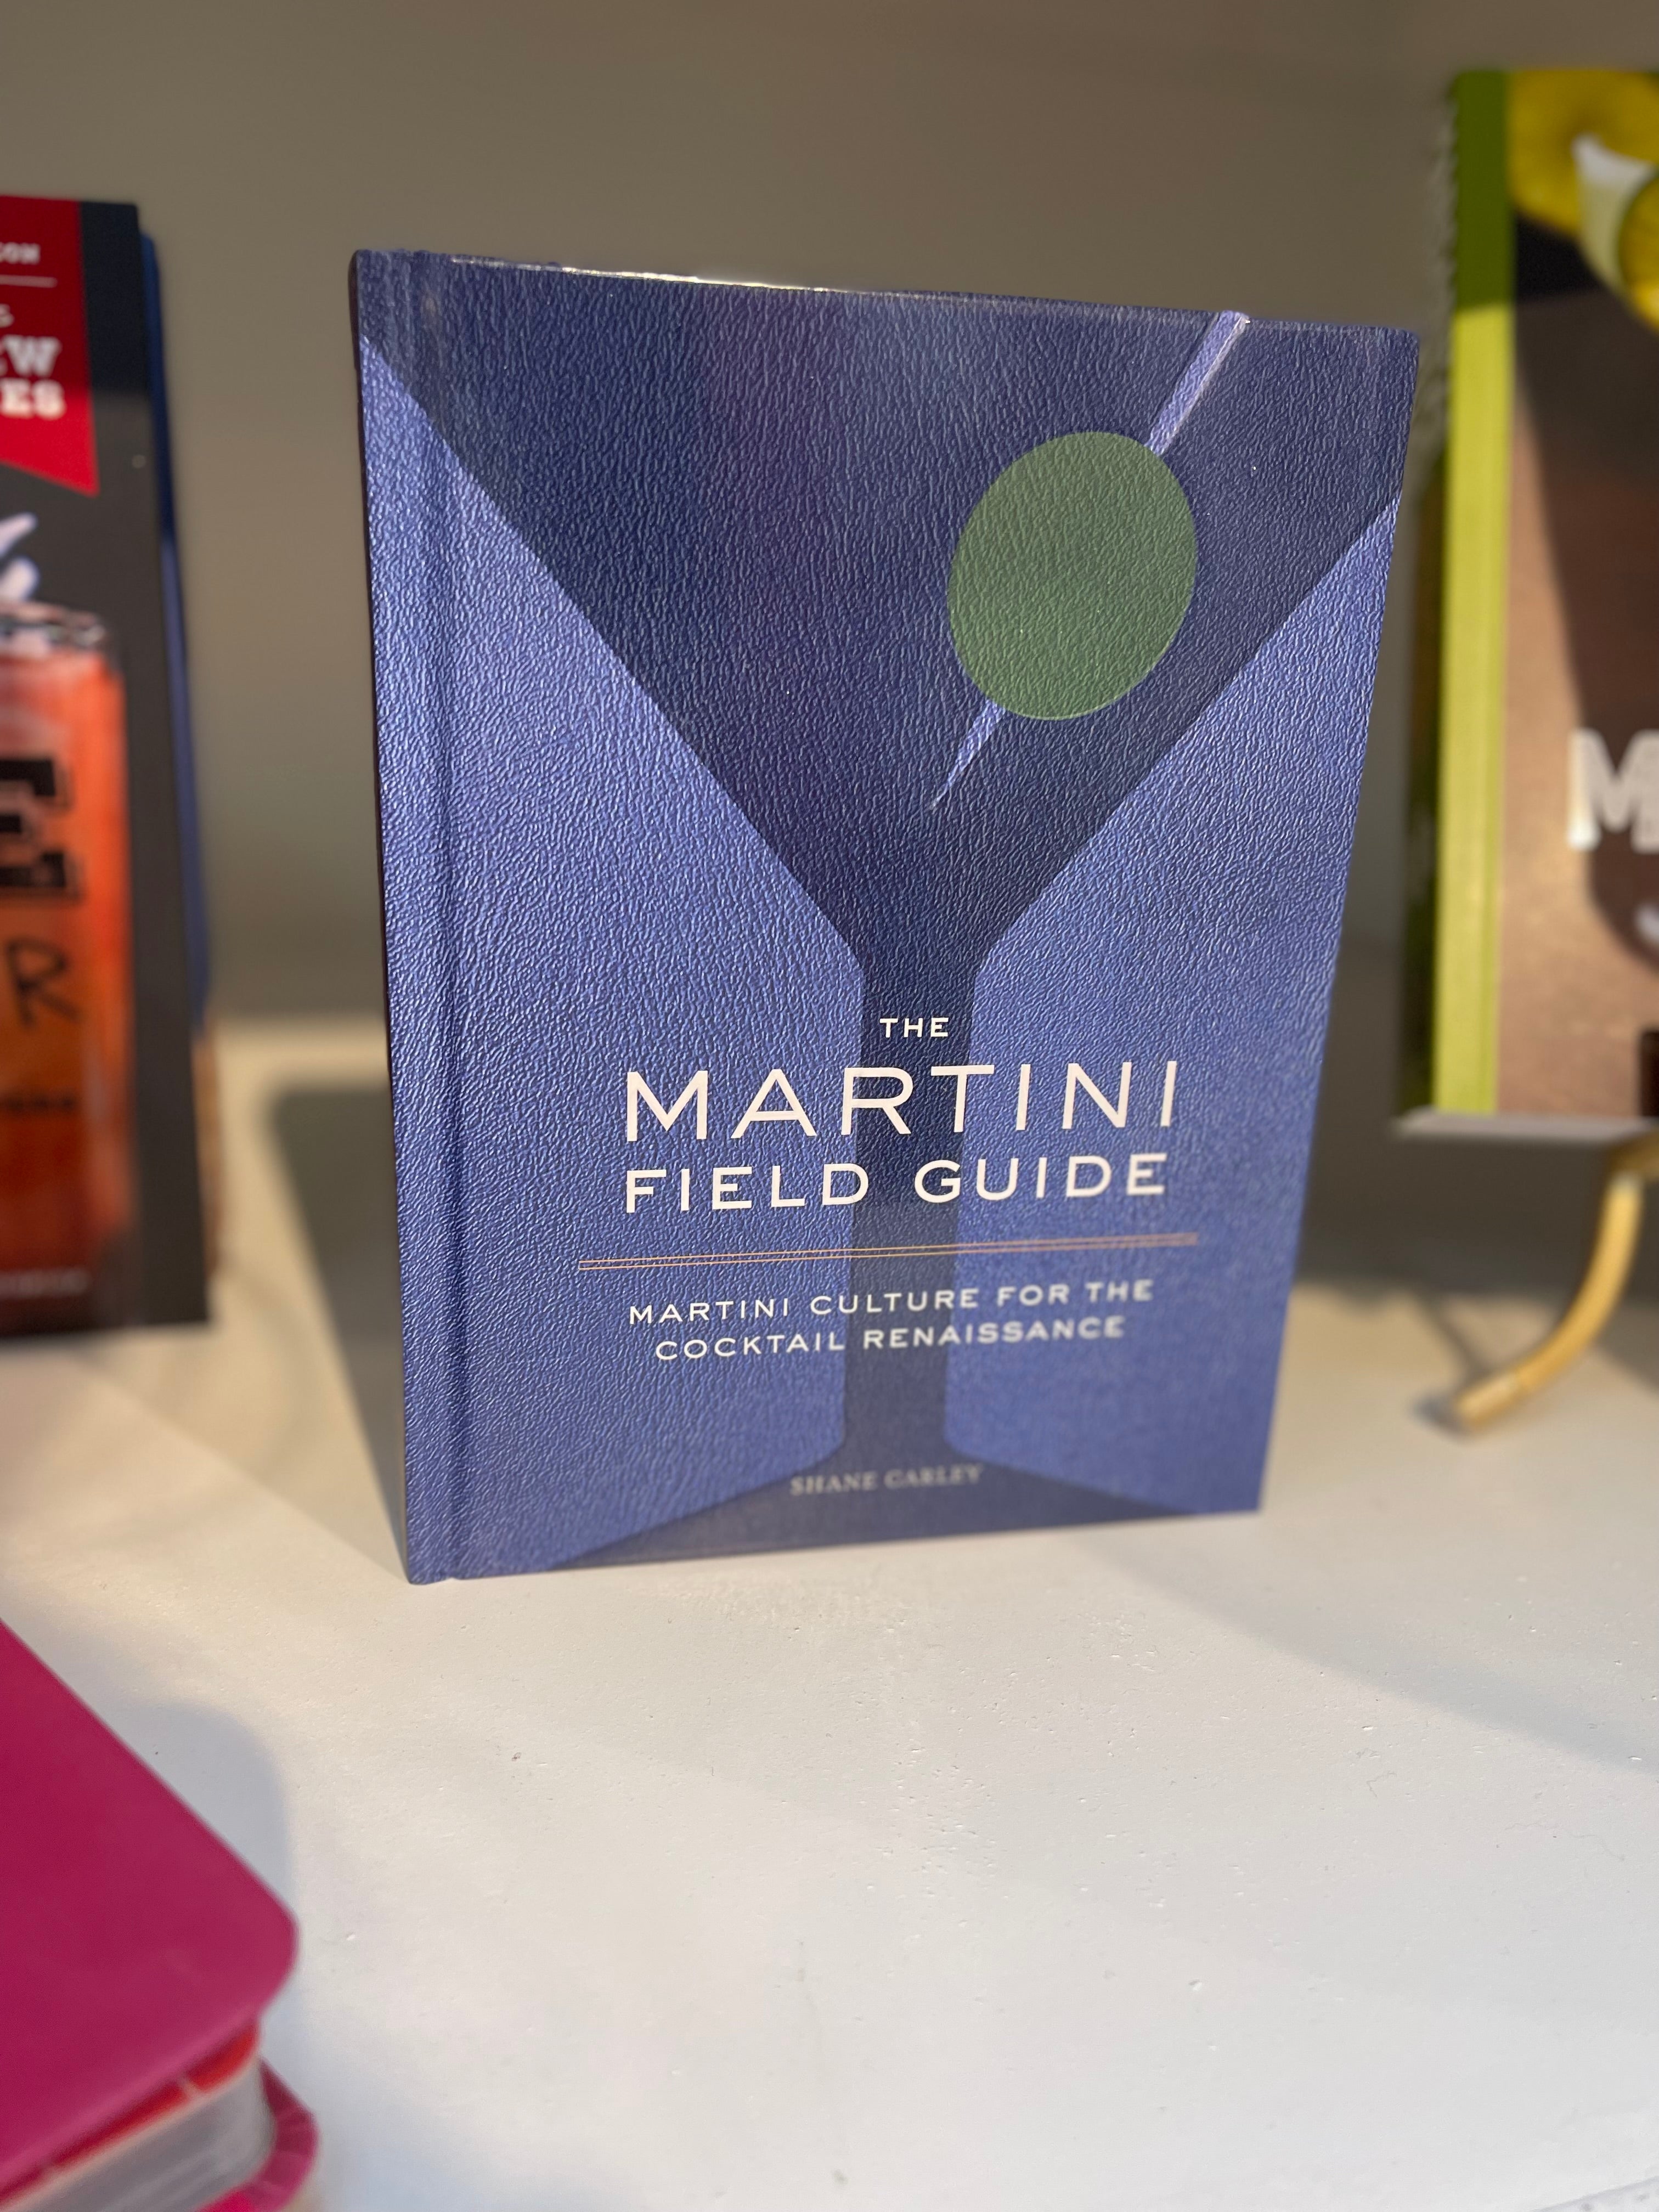 THE
MARTINI
FIELD GUIDE
MARTINI CULTURE FOR THE
COCKTAIL RENAISSANCE
SHANE CARLEY